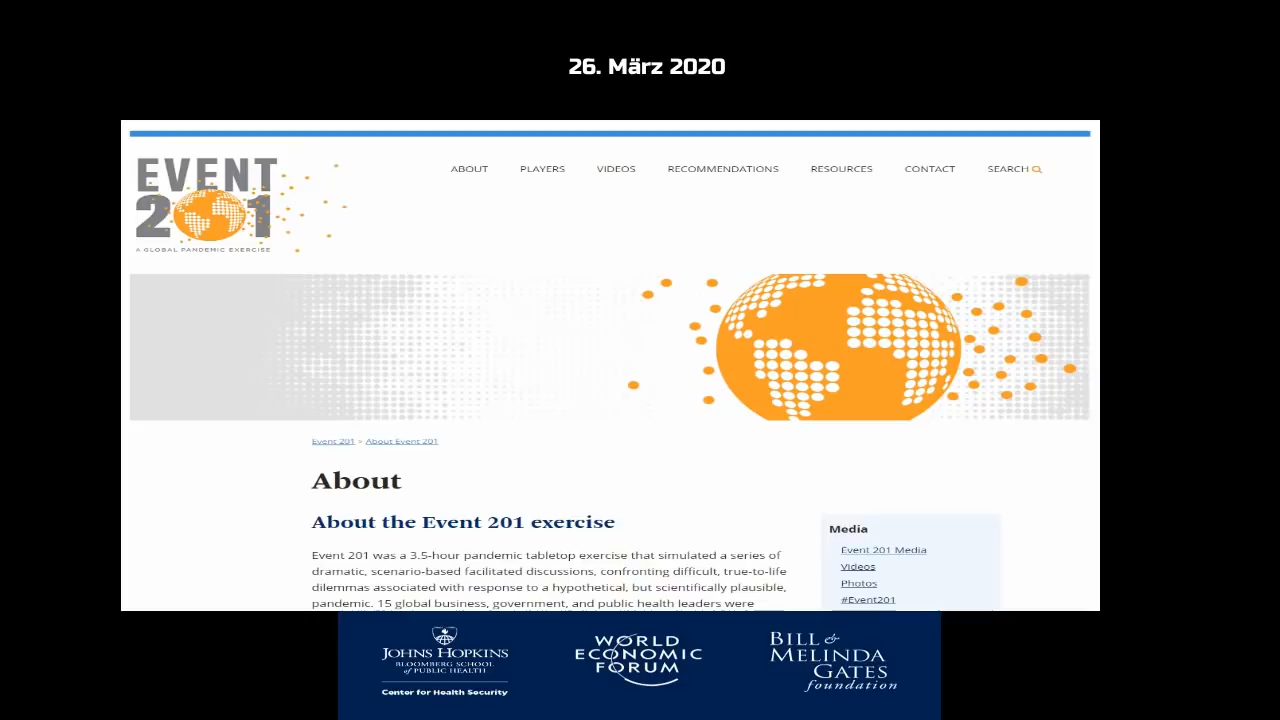 26. März 2020
EVENT
201
A GLOBAL PANDEMIC EXERCISE
ABOUT PLAYERS VIDEOS RECOMMENDATIONS RESOURCES CONTACT SEARCH
Event 201 > About Event 201
About
About the Event 201 exercise
Event 201 was a 3.5-hour pandemic tabletop exercise that simulated a series of
dramatic, scenario-based facilitated discussions, confronting difficult, true-to-life
dilemmas associated with response to a hypothetical, but scientifically plausible,
pandemic. 15 global business, government, and public health leaders were
Media
Event 201 Media
Videos
Photos
#Event201
JOHNS HOPKINS
BLOOMBERG SCHOOL
of PUBLIC HEALTH
Center for Health Security
WORLD
ECONOMIC
FORUM
BILL &
MELINDA
GATES
foundation